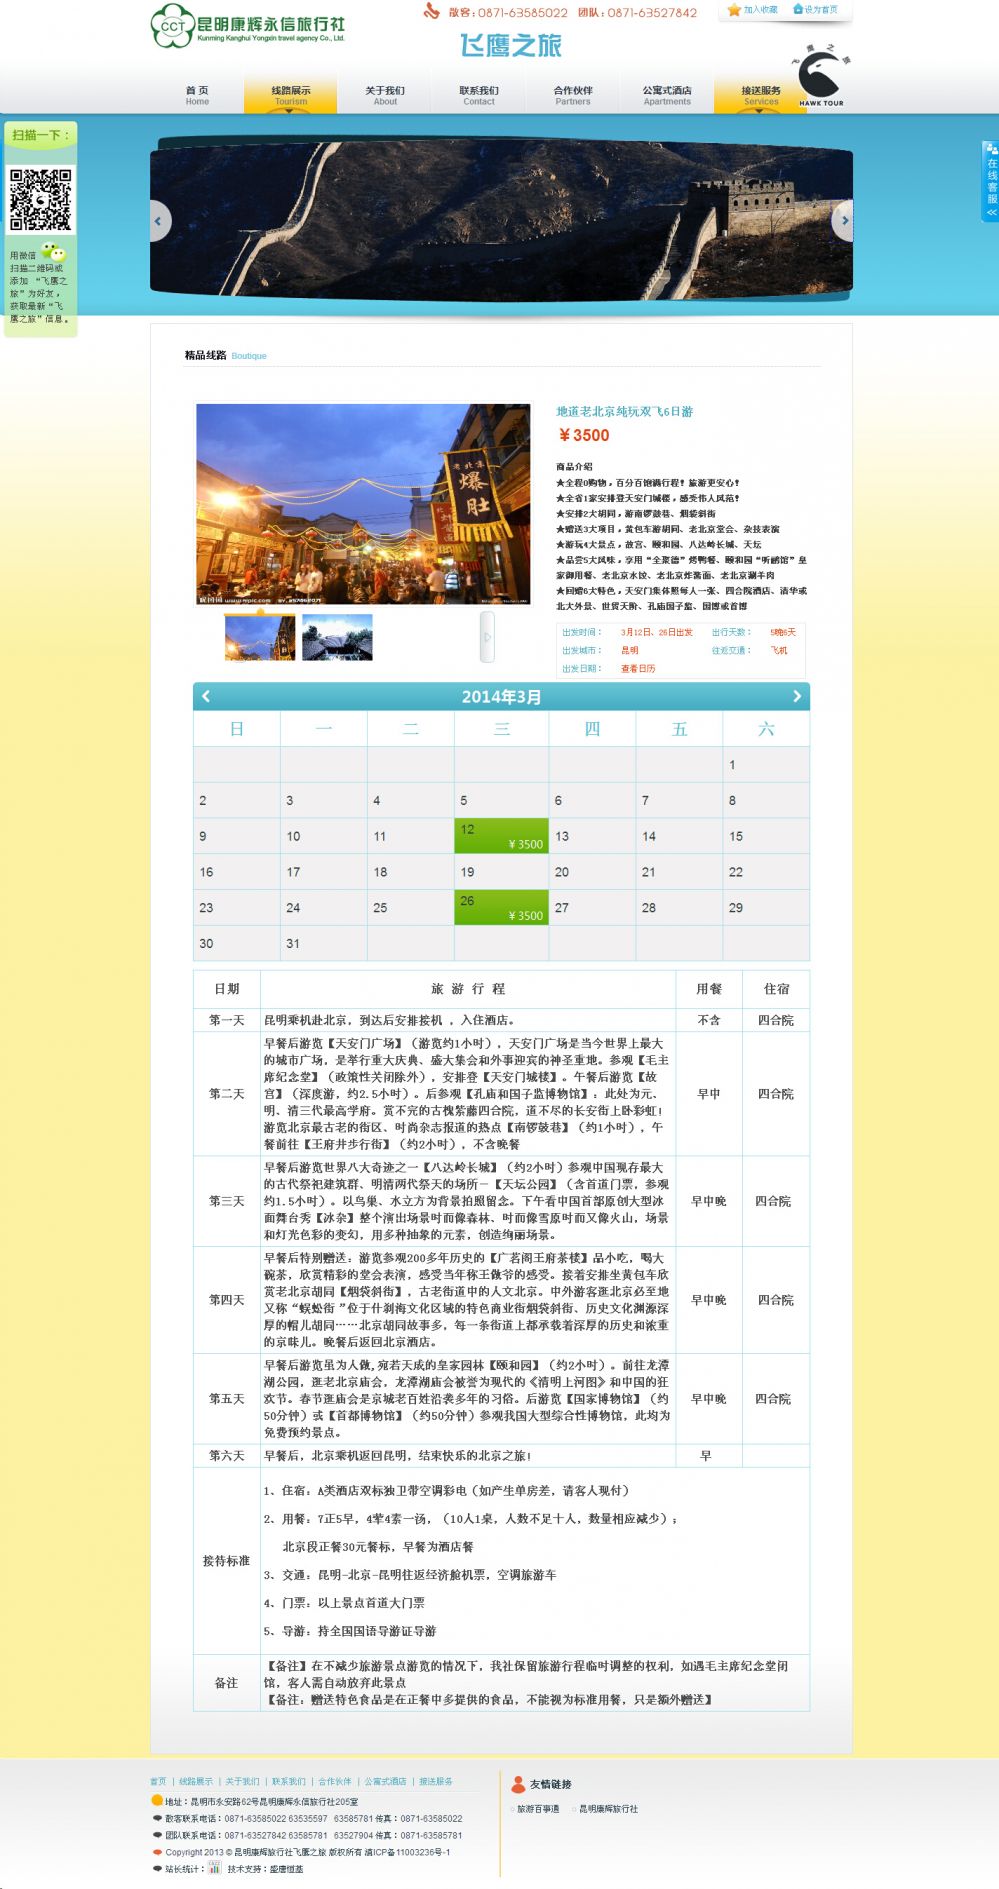 CCT 昆明康辉永信旅行社
Kunming Kanghui Yongxin travel agency Co., Ltd.
散客：0871-63585022 团队：0871-63527842
加入收藏 设为首页
飞鹰之旅
飞鹰之旅
HAWK TOUR
首 页 线路展示 关于我们 联系我们 合作伙伴 公寓式酒店 接送服务
Home Tourism About Contact Partners Apartments Services
扫描一下：
用微信
扫描二维码或
添加 “飞鹰之
旅”为好友，
获取最新“飞
鹰之旅”信息。
在线客服
精品线路 Boutique
老北京
爆肚
地道老北京纯玩双飞6日游
￥3500
商品介绍
★全程0购物，百分百饱满行程！旅游更安心！
★全省1家安排登天安门城楼，感受伟人风范！
★安排2大胡同，游南锣鼓巷、烟袋斜街
★赠送3大项目，黄包车游胡同、老北京堂会、杂技表演
★游玩4大景点，故宫、颐和园、八达岭长城、天坛
★品尝5大风味，享用“全聚德”烤鸭餐、颐和园“听鹂馆”皇
家御用餐、老北京水饺、老北京炸酱面、老北京涮羊肉
★回赠6大特色，天安门集体照每人一张、四合院酒店、清华或
北大外景、世贸天阶、孔庙国子监、国博或首博
出发时间： 3月12日、26日出发 出行天数： 5晚6天
出发城市： 昆明 往返交通： 飞机
出发日期： 查看日历
2014年3月
日 一 二 三 四 五 六
1
2 3 4 5 6 7 8
9 10 11 12 ￥3500 13 14 15
16 17 18 19 20 21 22
23 24 25 26 ￥3500 27 28 29
30 31
日期 旅 游 行 程 用餐 住宿
第一天 昆明乘机赴北京，到达后安排接机 ，入住酒店。 不含 四合院
早餐后游览【天安门广场】（游览约1小时），天安门广场是当今世界上最大
的城市广场，是举行重大庆典、盛大集会和外事迎宾的神圣重地。参观【毛主
席纪念堂】（政策性关闭除外），安排登【天安门城楼】。午餐后游览【故
第二天 宫】（深度游，约2.5小时）。后参观【孔庙和国子监博物馆】：此处为元、 早中 四合院
明、清三代最高学府。赏不完的古槐紫藤四合院，道不尽的长安街上卧彩虹！
游览北京最古老的街区、时尚杂志报道的热点【南锣鼓巷】（约1小时），午
餐前往【王府井步行街】（约2小时），不含晚餐
早餐后游览世界八大奇迹之一【八达岭长城】（约2小时）参观中国现存最大
的古代祭祀建筑群、明清两代祭天的场所—【天坛公园】（含首道门票，参观
第三天 约1.5小时）。以鸟巢、水立方为背景拍照留念。下午看中国首部原创大型冰 早中晚 四合院
面舞台秀【冰杂】整个演出场景时而像森林、时而像雪原时而又像火山，场景
和灯光色彩的变幻，用多种抽象的元素，创造绚丽场景。
早餐后特别赠送：游览参观200多年历史的【广茗阁王府茶楼】品小吃，喝大
碗茶，欣赏精彩的堂会表演，感受当年称王做爷的感受。接着安排坐黄包车欣
赏老北京胡同【烟袋斜街】，古老街道中的人文北京。中外游客逛北京必至地
第四天 又称“蜈蚣街 ”位于什刹海文化区域的特色商业街烟袋斜街、历史文化渊源深 早中晚 四合院
厚的帽儿胡同……北京胡同故事多，每一条街道上都承载着深厚的历史和浓重
的京味儿。晚餐后返回北京酒店。
早餐后游览虽为人做,宛若天成的皇家园林【颐和园】（约2小时）。前往龙潭
湖公园，逛老北京庙会，龙潭湖庙会被誉为现代的《清明上河图》和中国的狂
第五天 欢节。春节逛庙会是京城老百姓沿袭多年的习俗。后游览【国家博物馆】（约 早中晚 四合院
50分钟）或【首都博物馆】（约50分钟）参观我国大型综合性博物馆，此均为
免费预约景点。
第六天 早餐后，北京乘机返回昆明，结束快乐的北京之旅！ 早
1、住宿：A类酒店双标独卫带空调彩电（如产生单房差，请客人现付）
2、用餐：7正5早，4荤4素一汤，（10人1桌，人数不足十人，数量相应减少）；
北京段正餐30元餐标，早餐为酒店餐
接待标准
3、交通：昆明-北京-昆明往返经济舱机票，空调旅游车
4、门票：以上景点首道大门票
5、导游：持全国国语导游证导游
【备注】在不减少旅游景点游览的情况下，我社保留旅游行程临时调整的权利，如遇毛主席纪念堂闭
备注 馆，客人需自动放弃此景点
【备注：赠送特色食品是在正餐中多提供的食品，不能视为标准用餐，只是额外赠送】
首页 | 线路展示 | 关于我们 | 联系我们 | 合作伙伴 | 公寓式酒店 | 接送服务
地址：昆明市永安路62号昆明康辉永信旅行社205室
散客联系电话：0871-63585022 63535597 63585781 传真：0871-63585022
团队联系电话：0871-63527842 63585781 63527904 传真：0871-63585781
Copyright 2013 © 昆明康辉旅行社飞鹰之旅 版权所有 滇ICP备11003236号-1
站长统计： 技术支持：盛唐恒基
友情链接
旅游百事通 昆明康辉旅行社